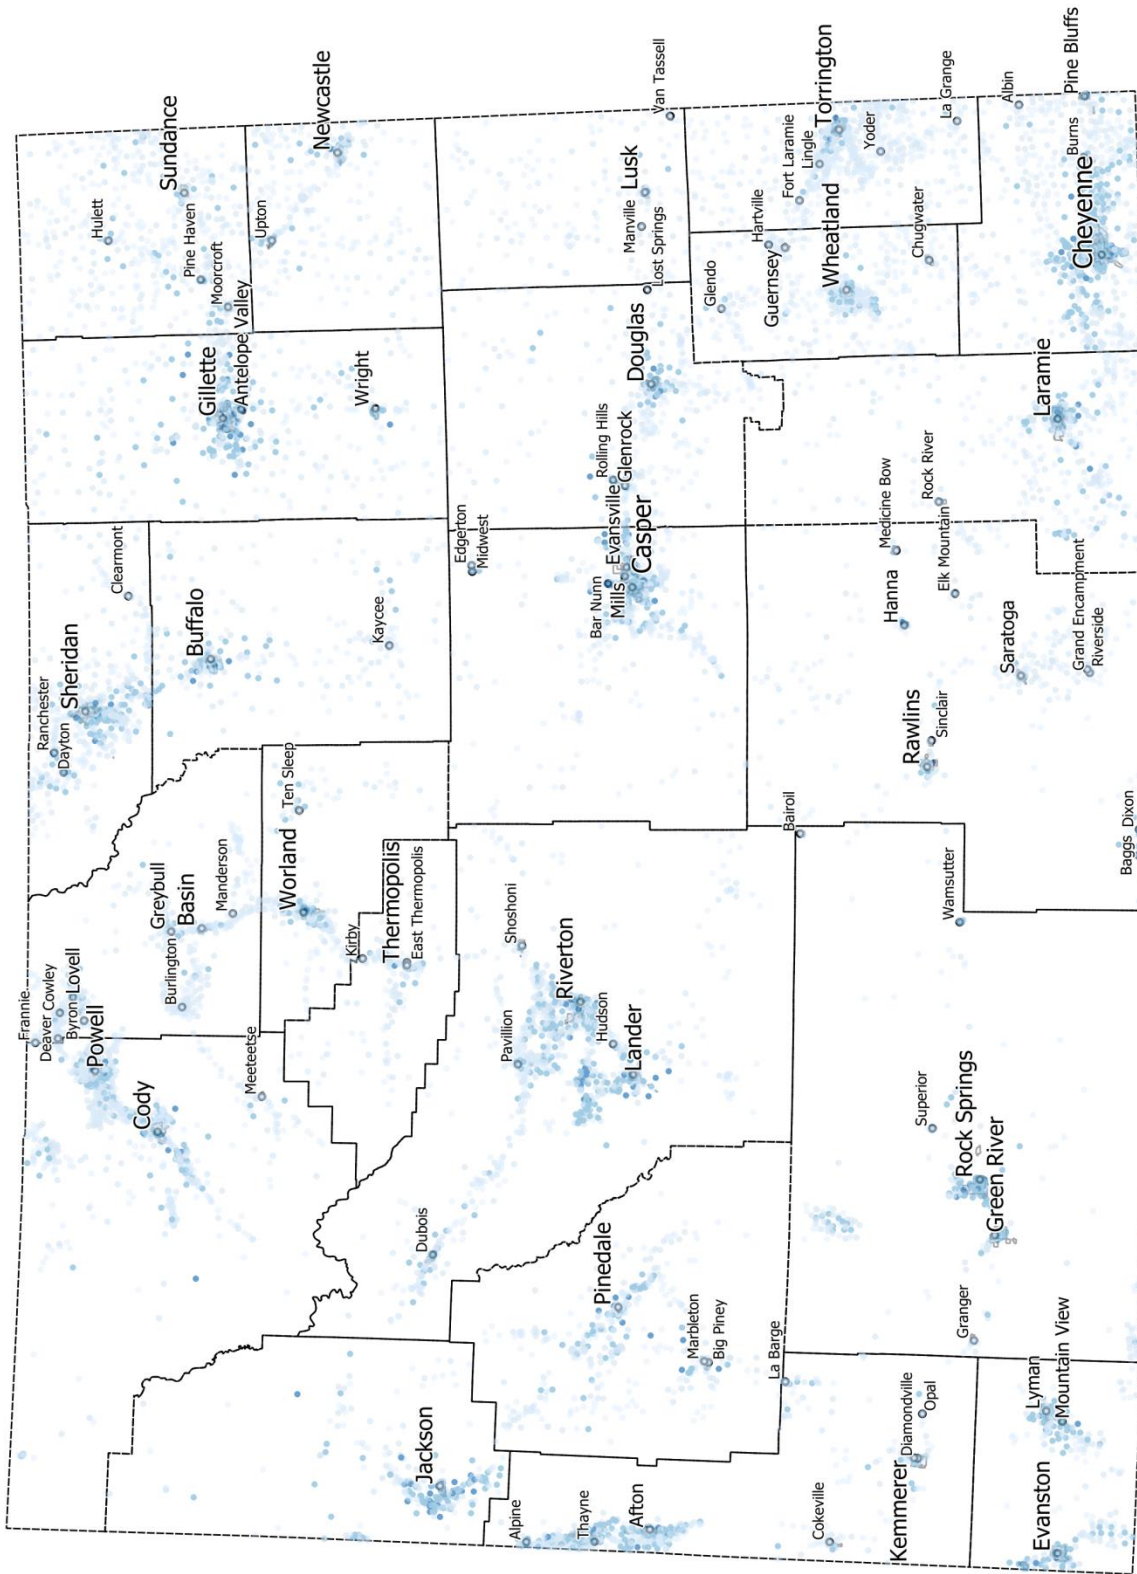 Hulett
Sundance
Pine Haven
Moorcroft
Newcastle
Upton
Gillette
Antelope Valley
Wright
Van Tassell
Lusk
Manville
Lost Springs
Torrington
Fort Laramie
Lingle
Yoder
La Grange
Hartville
Guernsey
Glendo
Wheatland
Chugwater
Albin
Pine Bluffs
Burns
Cheyenne
Douglas
Rolling Hills
Glenrock
Evansville
Casper
Bar Nunn
Mills
Edgerton
Midwest
Laramie
Rock River
Medicine Bow
Elk Mountain
Hanna
Saratoga
Grand Encampment
Riverside
Rawlins
Sinclair
Clearmont
Ranchester
Sheridan
Dayton
Buffalo
Kaycee
Ten Sleep
Worland
Greybull
Basin
Manderson
Burlington
Kirby
Thermopolis
East Thermopolis
Frannie
Deaver
Cowley
Byron
Lovell
Powell
Cody
Meeteetse
Shoshoni
Riverton
Pavillion
Hudson
Lander
Dubois
Bairoil
Wamsutter
Baggs
Dixon
Superior
Rock Springs
Green River
Granger
Pinedale
Marbleton
Big Piney
La Barge
Jackson
Alpine
Thayne
Afton
Cokeville
Kemmerer
Diamondville
Opal
Lyman
Mountain View
Evanston